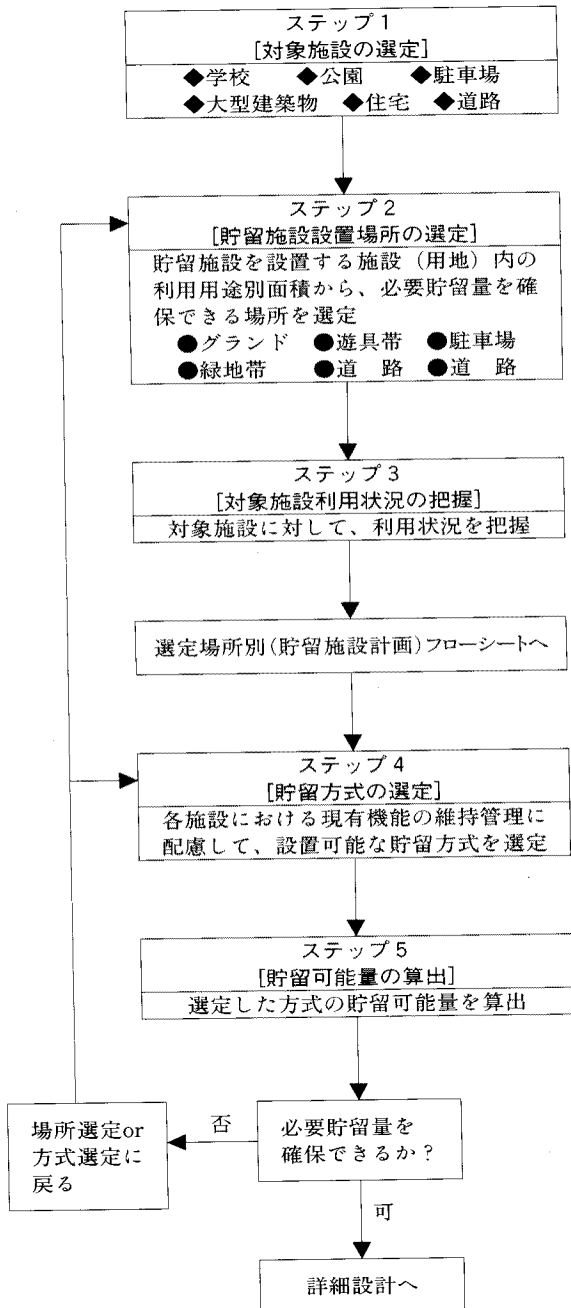 ステップ1
[対象施設の選定]
◆学校 ◆公園 ◆駐車場
◆大型建築物 ◆住宅 ◆道路
ステップ2
[貯留施設設置場所の選定]
貯留施設を設置する施設（用地）内の
利用用途別面積から、必要貯留量を確
保できる場所を選定
●グランド ●遊具帯 ●駐車場
●緑地帯 ●道　路 ●道　路
ステップ3
[対象施設利用状況の把握]
対象施設に対して、利用状況を把握
選定場所別(貯留施設計画)フローシートへ
ステップ4
[貯留方式の選定]
各施設における現有機能の維持管理に
配慮して、設置可能な貯留方式を選定
ステップ5
[貯留可能量の算出]
選定した方式の貯留可能量を算出
必要貯留量を
確保できるか？
否
場所選定or
方式選定に
戻る
可
詳細設計へ